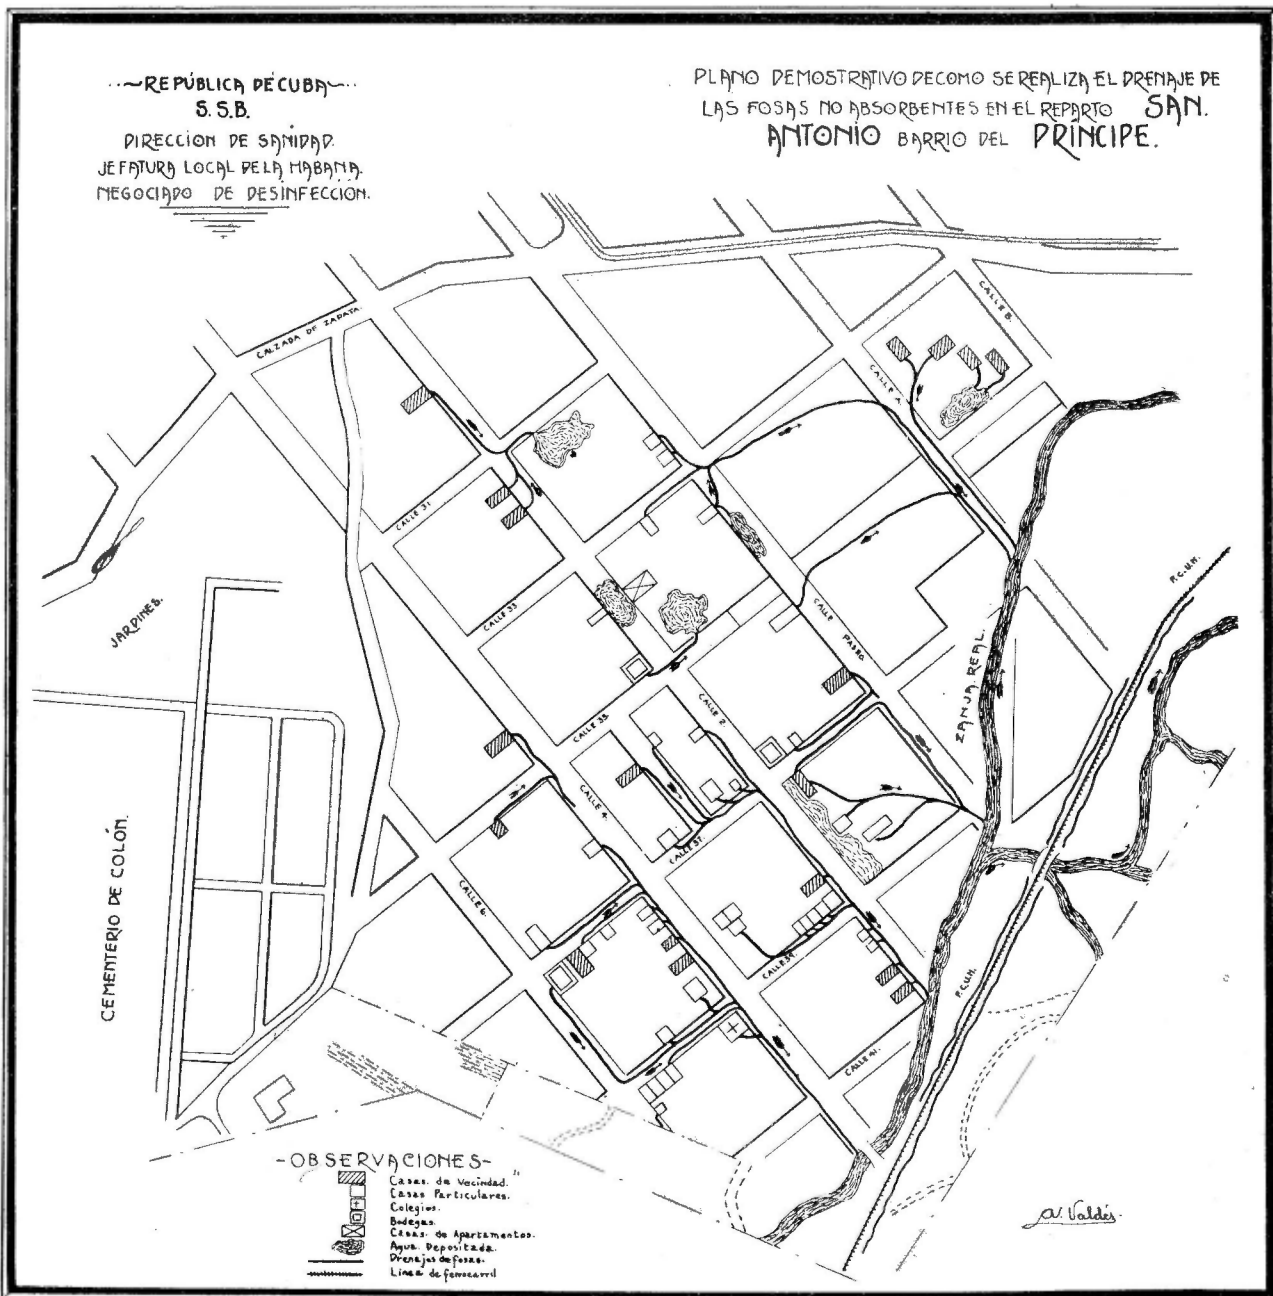 REPÚBLICA DE CUBA
S.S.B.
DIRECCION DE SANIDAD.
JEFATURA LOCAL DE LA HABANA.
NEGOCIADO DE DESINFECCIÓN.
PLANO DEMOSTRATIVO DE COMO SE REALIZA EL DRENAJE DE
LAS FOSAS NO ABSORBENTES EN EL REPARTO SAN.
ANTONIO BARRIO DEL PRÍNCIPE.
CALZADA DE ZAPATA.
CALLE B.
CALLE A.
CALLE 31.
CALLE 33.
JARDINES.
CALLE PASEO.
F.C.U.H.
ZANJA REAL.
CALLE 2.
CALLE 35.
CALLE 4.
CALLE 37.
CALLE 6.
CEMENTERIO DE COLÓN.
CALLE 39.
F.C.U.H.
CALLE 41.
-OBSERVACIONES-
Casas. de Vecindad.
Casas Particulares.
Colegios.
Bodegas.
Casas. de Apartamentos.
Agua. Depositada.
Drenajes de fosas.
Linea de ferrocarril
A. Valdés.